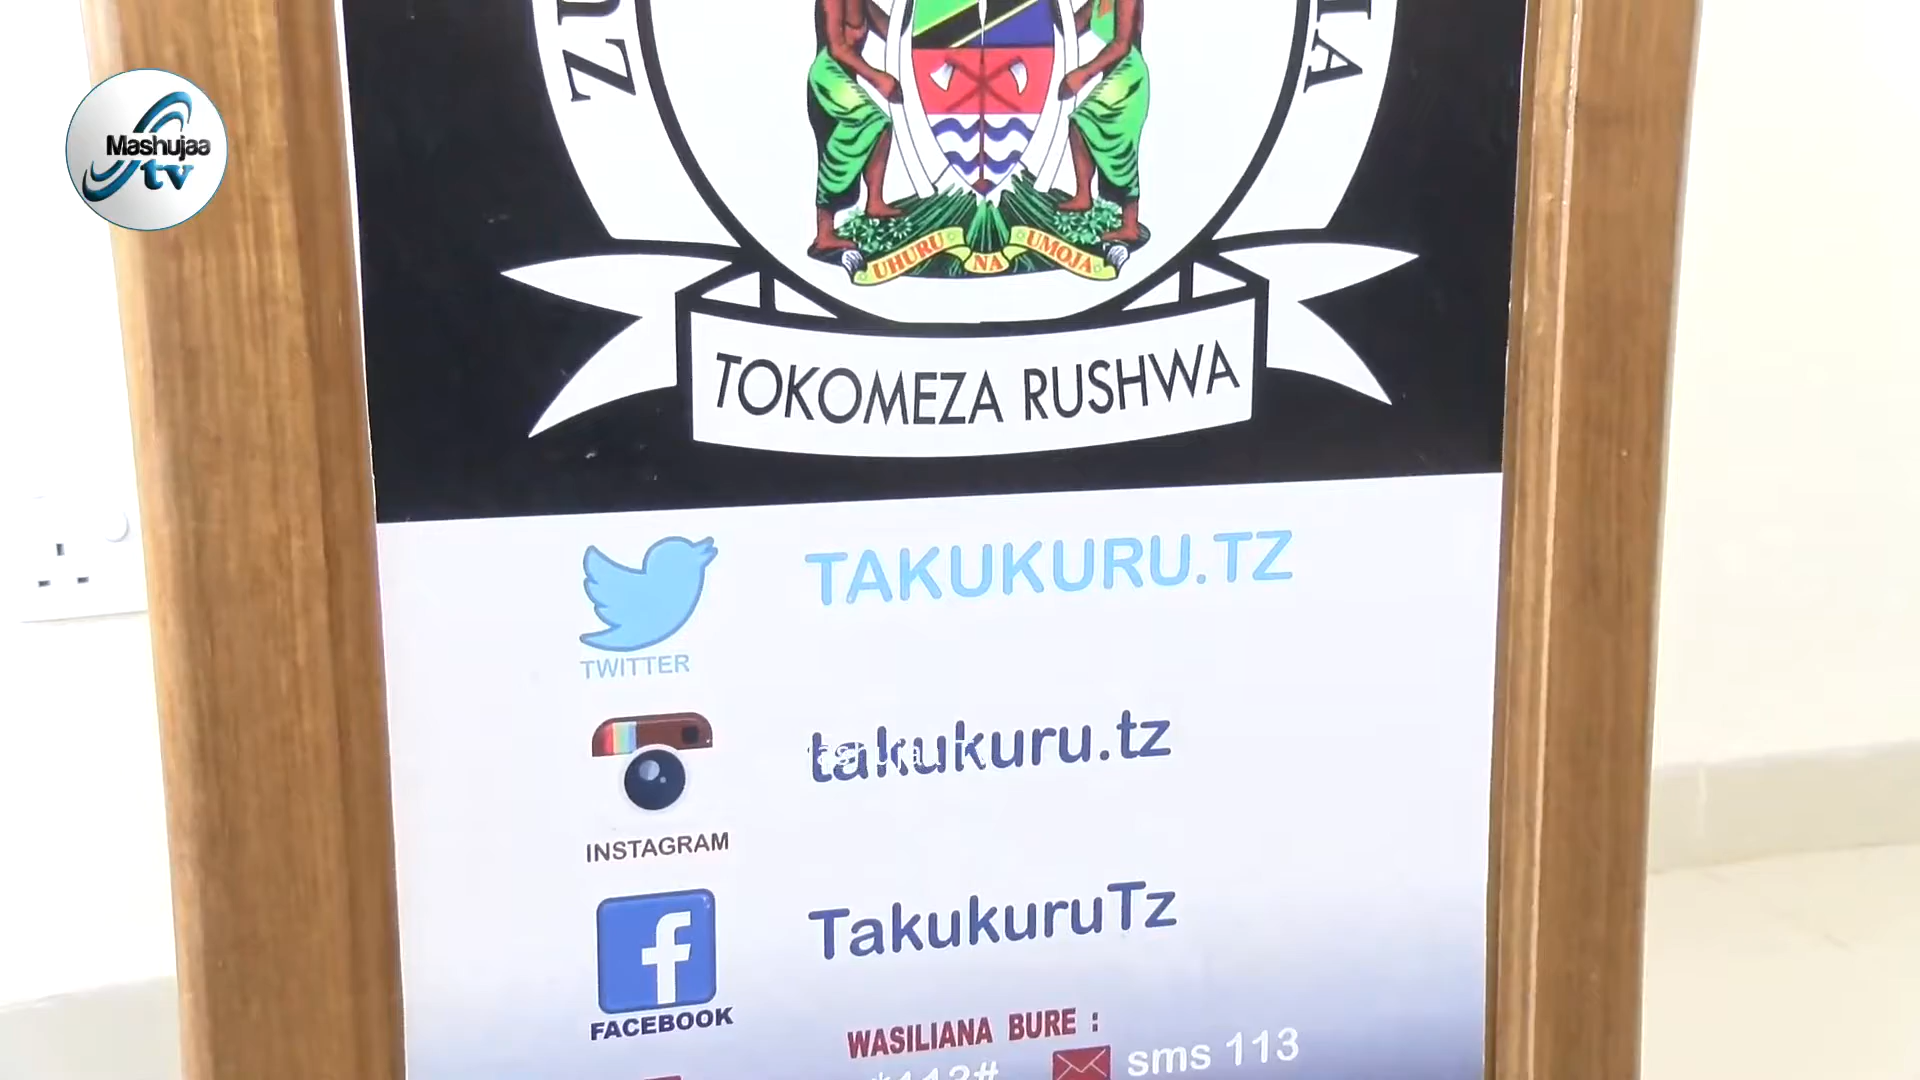 Mashujaa
tv
UHURU NA UMOJA
TOKOMEZA RUSHWA
TAKUKURU.TZ
TWITTER
takukuru.tz
INSTAGRAM
TakukuruTz
FACEBOOK
WASILIANA BURE :
*113#
sms 113